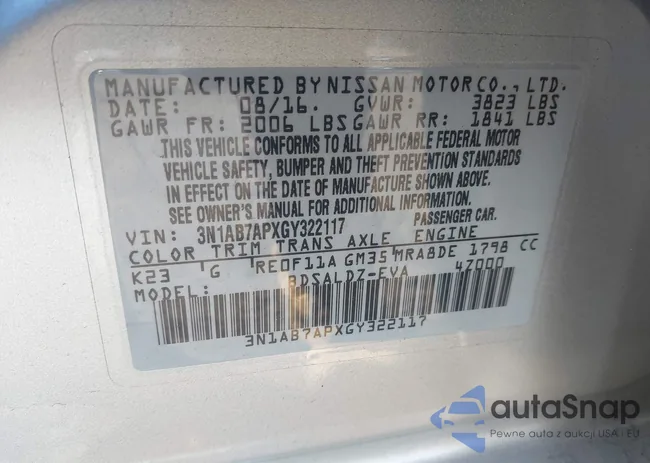 MANUFACTURED BY NISSAN MOTOR CO., LTD.
DATE: 08/16. GVWR: 3823 LBS
GAWR FR: 2006 LBS GAWR RR: 1841 LBS
THIS VEHICLE CONFORMS TO ALL APPLICABLE FEDERAL MOTOR
VEHICLE SAFETY, BUMPER AND THEFT PREVENTION STANDARDS
IN EFFECT ON THE DATE OF MANUFACTURE SHOWN ABOVE.
SEE OWNER'S MANUAL FOR ADDITIONAL INFORMATION.
VIN: 3N1AB7APXGY322117 PASSENGER CAR.
COLOR TRIM TRANS AXLE ENGINE
K23 G RE0F11A GM35 MRA8DE 1798 CC
MODEL: BDSALDZ-EVA 4Z000
3N1AB7APXGY322117
autaSnap
Pewne auta z aukcji USA i EU